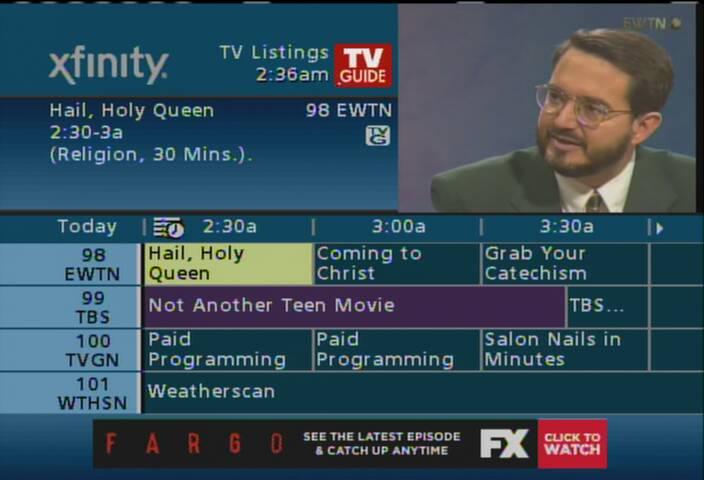 xfinity.
TV Listings
2:36am
TV
GUIDE
EWTN
Hail, Holy Queen 98 EWTN
2:30-3a
(Religion, 30 Mins.).
TV
G
Today 2:30a 3:00a 3:30a
98
EWTN
Hail, Holy
Queen
Coming to
Christ
Grab Your
Catechism
99
TBS
Not Another Teen Movie
TBS...
100
TVGN
Paid
Programming
Paid
Programming
Salon Nails in
Minutes
101
WTHSN
Weatherscan
FARGO
SEE THE LATEST EPISODE
& CATCH UP ANYTIME
FX
CLICK TO
WATCH